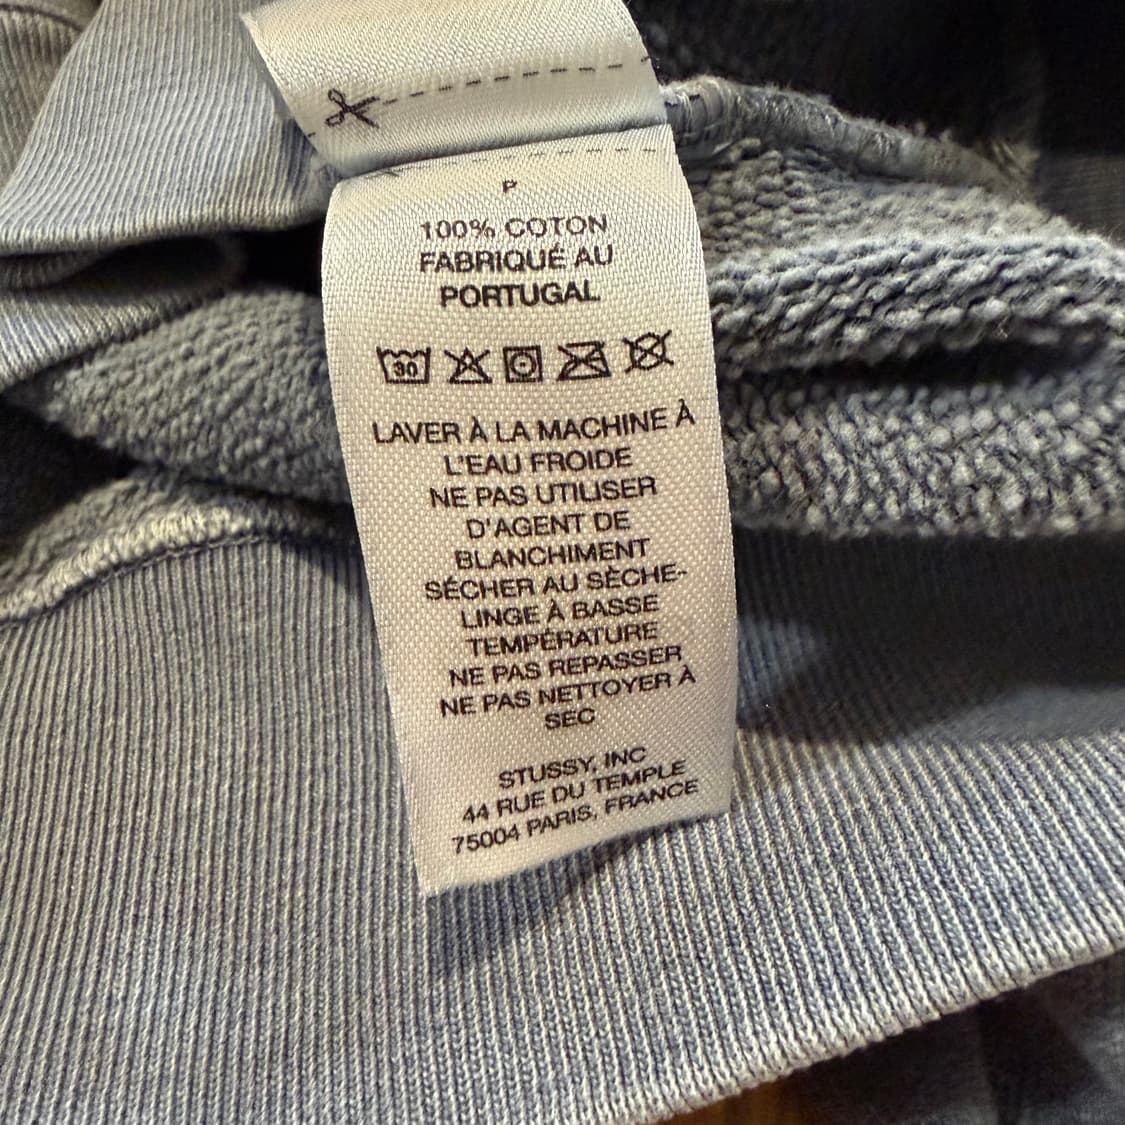 P
100% COTON
FABRIQUÉ AU
PORTUGAL
30
LAVER À LA MACHINE À
L'EAU FROIDE
NE PAS UTILISER
D'AGENT DE
BLANCHIMENT
SÉCHER AU SÈCHE-
LINGE À BASSE
TEMPÉRATURE
NE PAS REPASSER
NE PAS NETTOYER À
SEC
STUSSY, INC
44 RUE DU TEMPLE
75004 PARIS, FRANCE